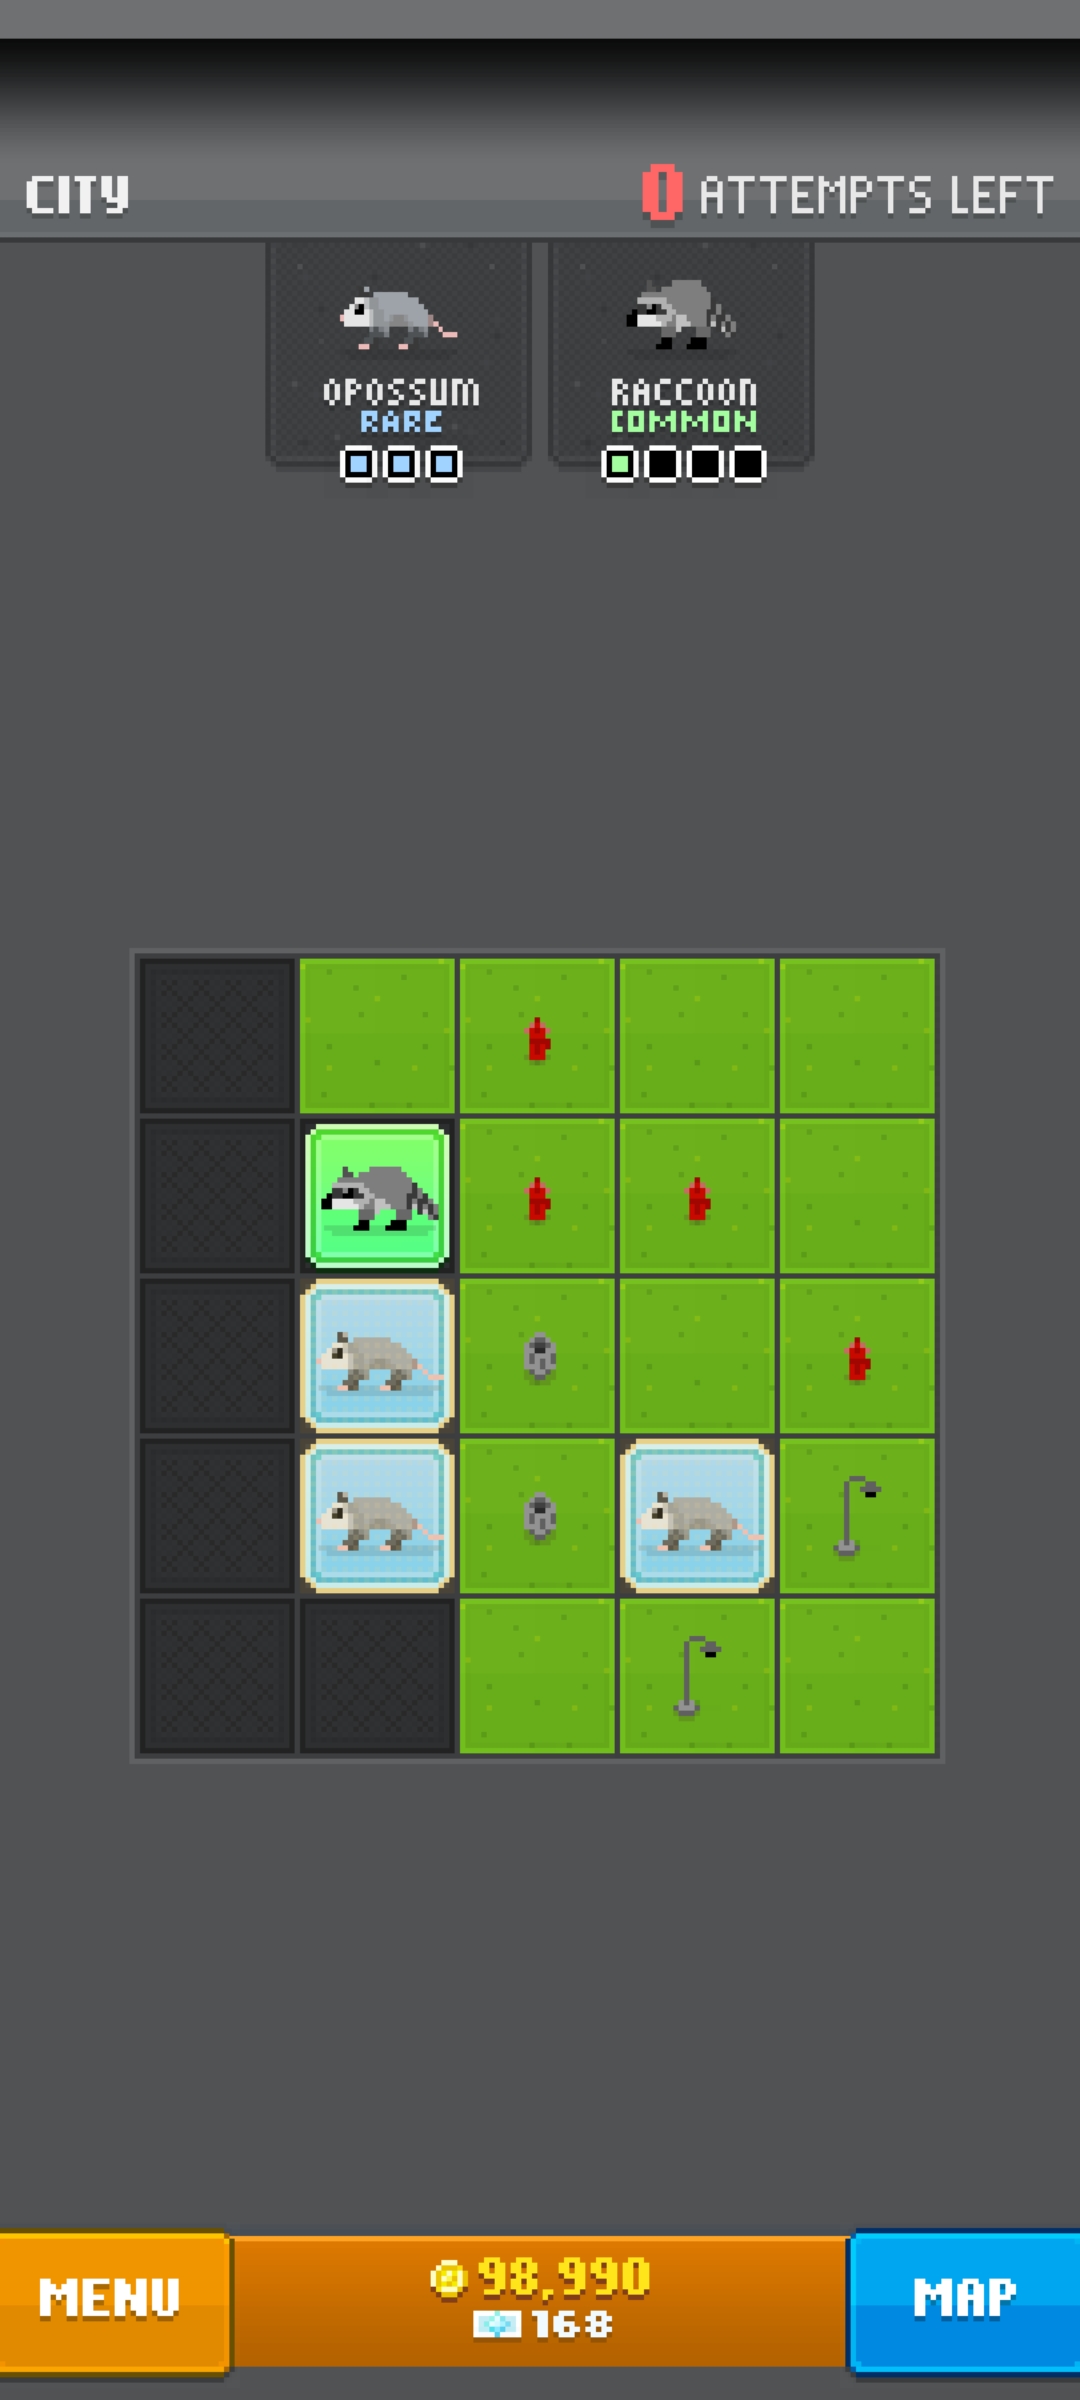 CITY
0 ATTEMPTS LEFT
OPOSSUM
RARE
RACCOON
COMMON
MENU
98,990
168
MAP